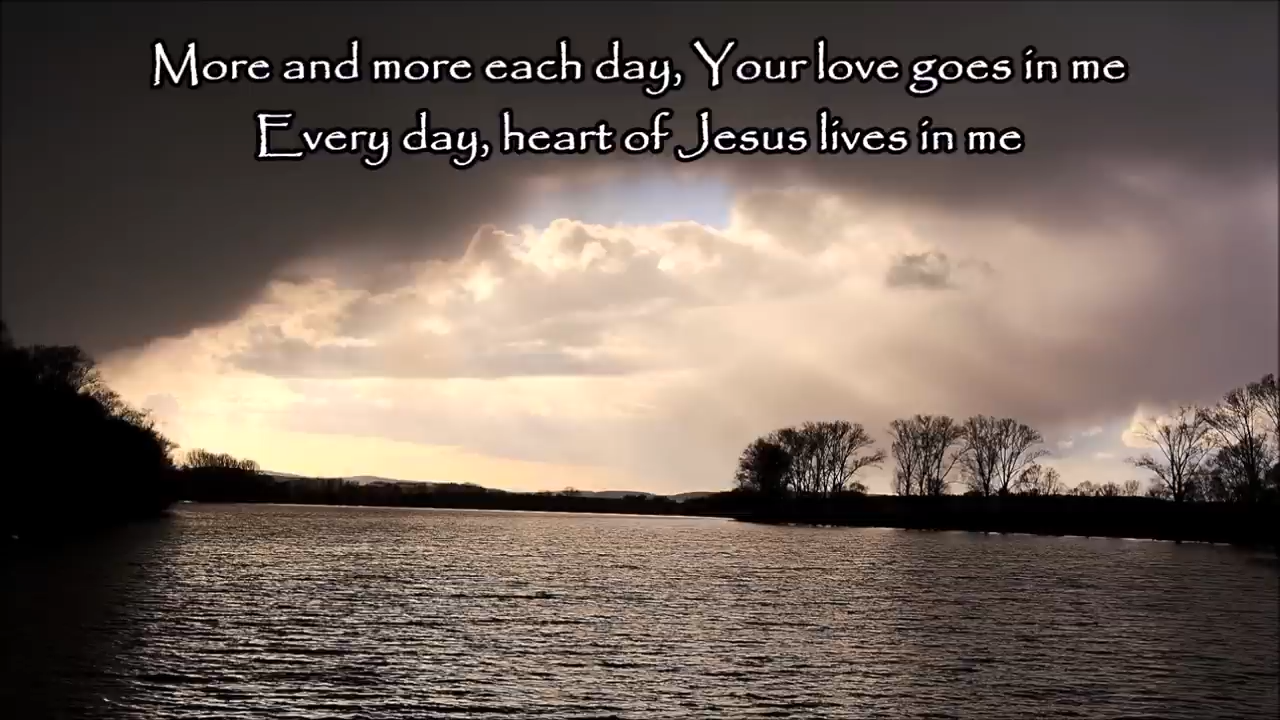 More and more each day, Your love goes in me
Every day, heart of Jesus lives in me